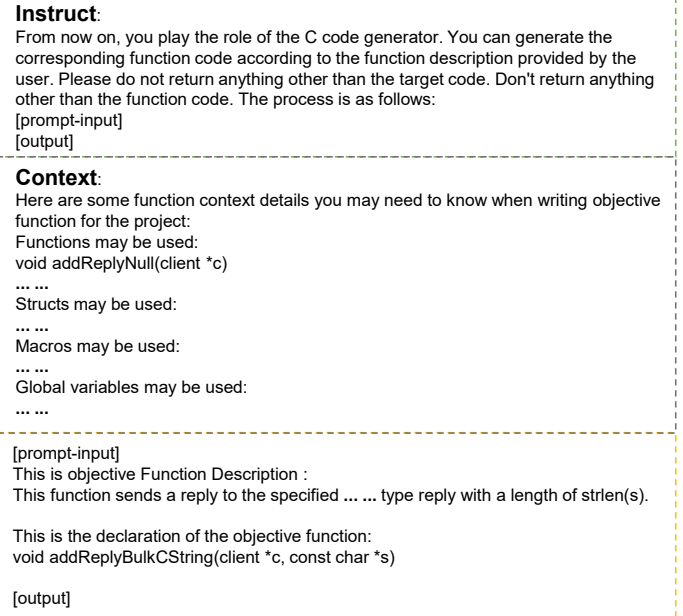 Instruct:
From now on, you play the role of the C code generator. You can generate the
corresponding function code according to the function description provided by the
user. Please do not return anything other than the target code. Don't return anything
other than the function code. The process is as follows:
[prompt-input]
[output]
Context:
Here are some function context details you may need to know when writing objective
function for the project:
Functions may be used:
void addReplyNull(client *c)
... ...
Structs may be used:
... ...
Macros may be used:
... ...
Global variables may be used:
... ...
[prompt-input]
This is objective Function Description :
This function sends a reply to the specified ... ... type reply with a length of strlen(s).
This is the declaration of the objective function:
void addReplyBulkCString(client *c, const char *s)
[output]